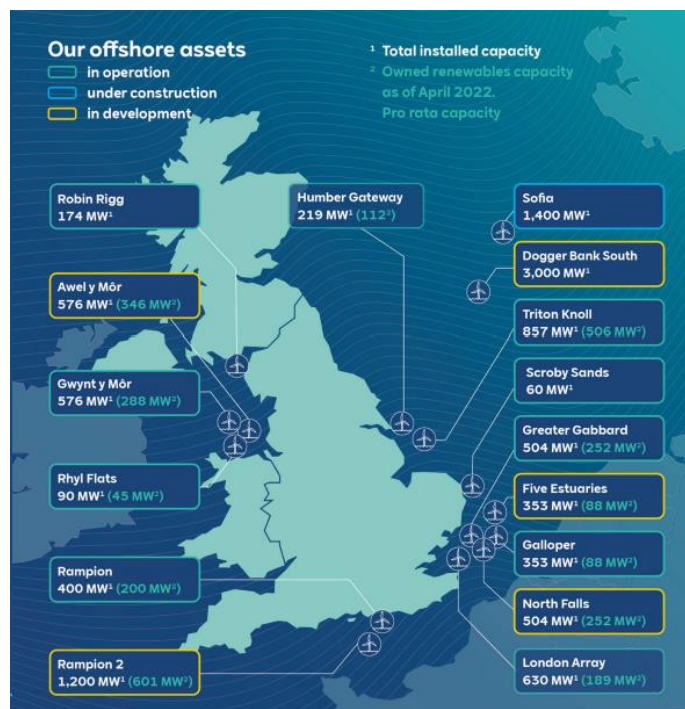 Our offshore assets
in operation
under construction
in development
¹ Total installed capacity
² Owned renewables capacity
as of April 2022.
Pro rata capacity
Robin Rigg
174 MW¹
Humber Gateway
219 MW¹ (112²)
Sofia
1,400 MW¹
Dogger Bank South
3,000 MW¹
Awel y Môr
576 MW¹ (346 MW²)
Triton Knoll
857 MW¹ (506 MW²)
Scroby Sands
60 MW¹
Gwynt y Môr
576 MW¹ (288 MW²)
Greater Gabbard
504 MW¹ (252 MW²)
Rhyl Flats
90 MW¹ (45 MW²)
Five Estuaries
353 MW¹ (88 MW²)
Galloper
353 MW¹ (88 MW²)
Rampion
400 MW¹ (200 MW²)
North Falls
504 MW¹ (252 MW²)
Rampion 2
1,200 MW¹ (601 MW²)
London Array
630 MW¹ (189 MW²)